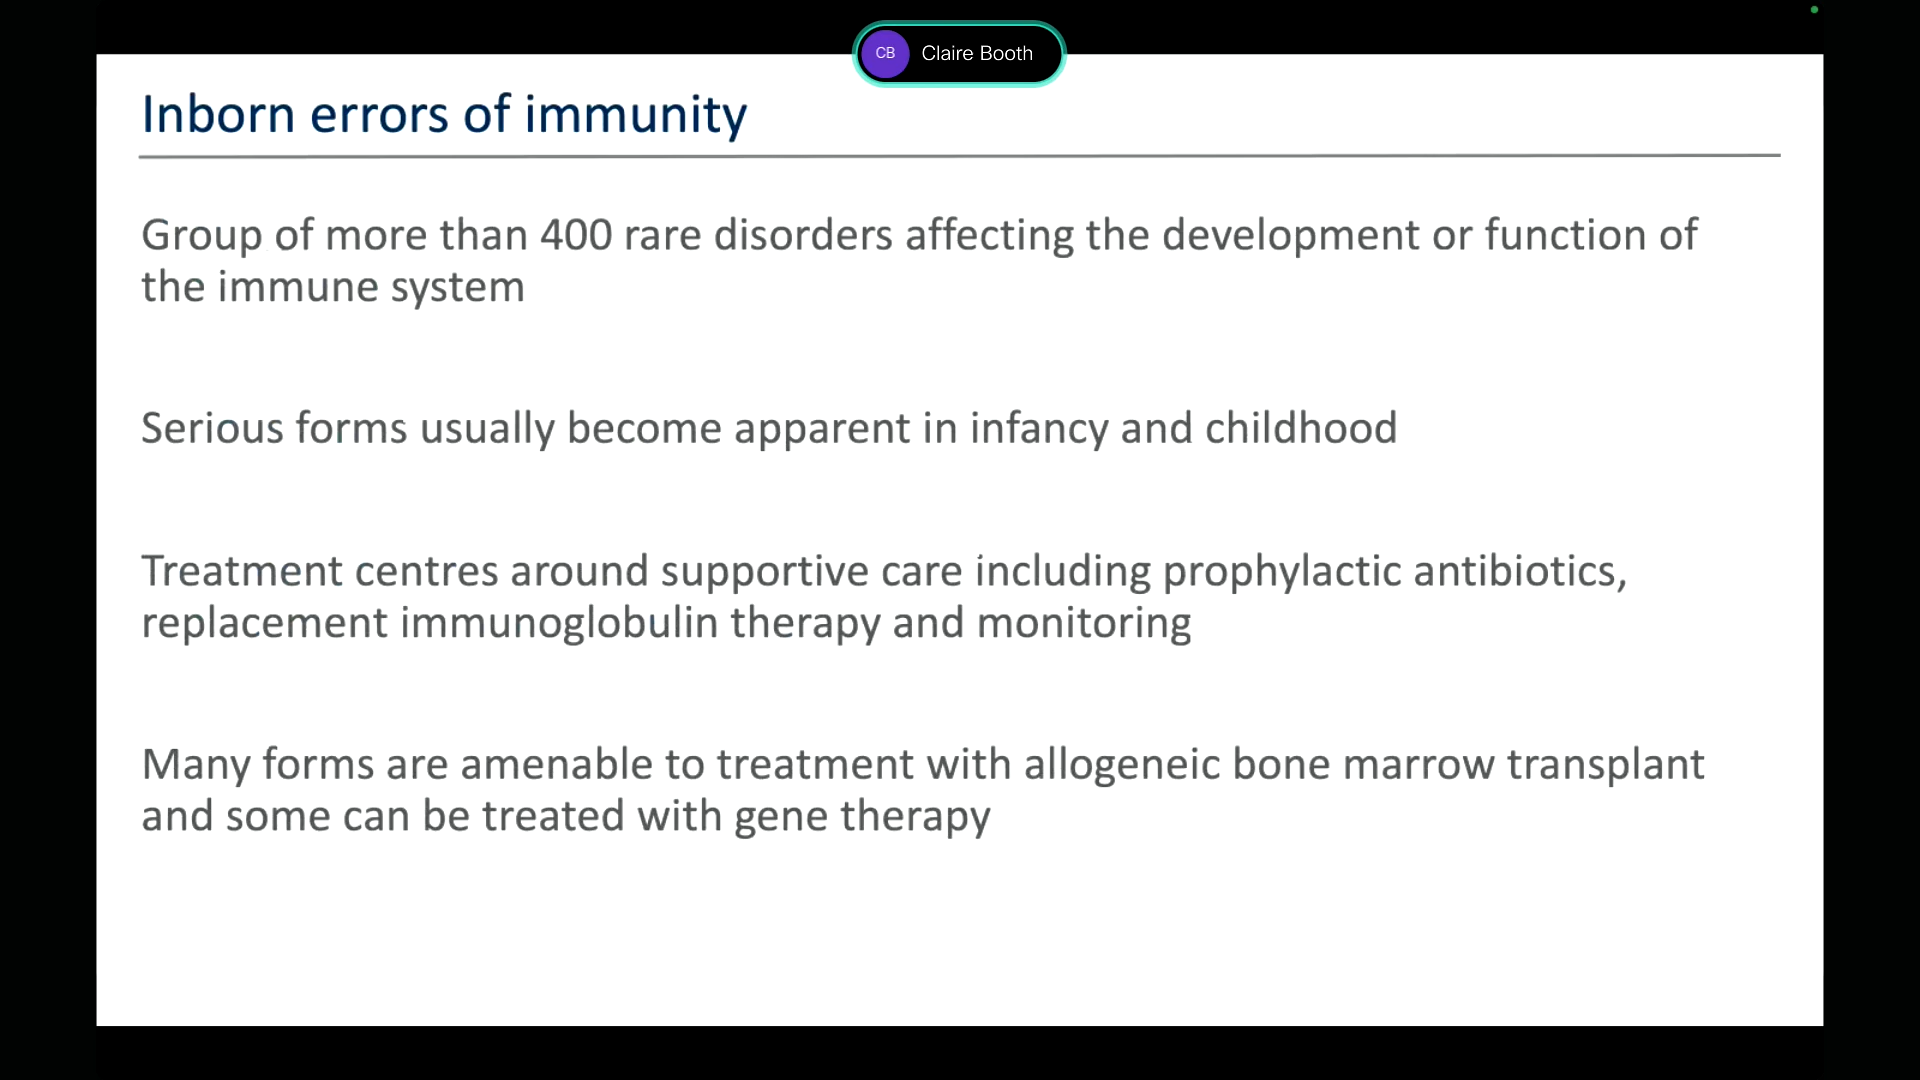 CB Claire Booth
Inborn errors of immunity
Group of more than 400 rare disorders affecting the development or function of
the immune system
Serious forms usually become apparent in infancy and childhood
Treatment centres around supportive care including prophylactic antibiotics,
replacement immunoglobulin therapy and monitoring
Many forms are amenable to treatment with allogeneic bone marrow transplant
and some can be treated with gene therapy